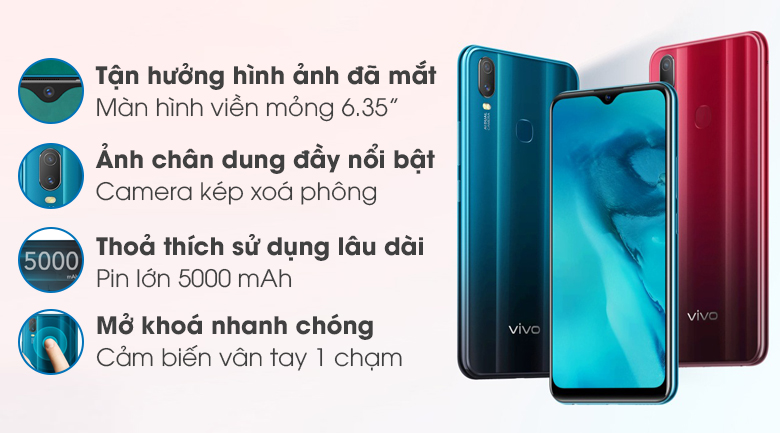 Tận hưởng hình ảnh đã mắt
Màn hình viền mỏng 6.35”
Ảnh chân dung đầy nổi bật
Camera kép xoá phông
5000
mAh
Thoả thích sử dụng lâu dài
Pin lớn 5000 mAh
Mở khoá nhanh chóng
Cảm biến vân tay 1 chạm
vivo
vivo